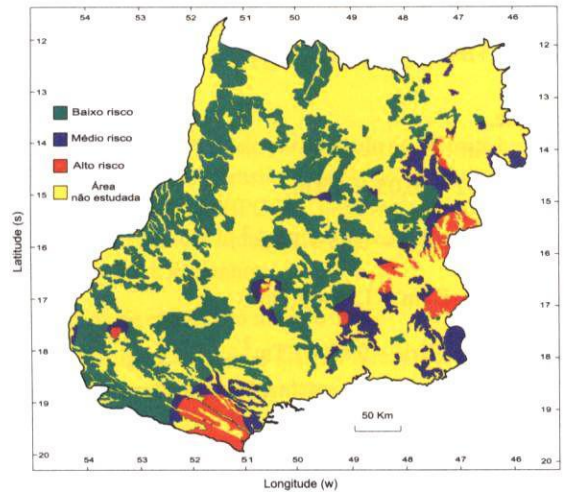 54 53 52 51 50 49 48 47 46
12 12
13 13
14 14
15 15
16 16
17 17
18 18
19 19
20 20
Baixo risco
Médio risco
Alto risco
Área
não estudada
Latitude (s)
50 Km
54 53 52 51 50 49 48 47 46
Longitude (w)